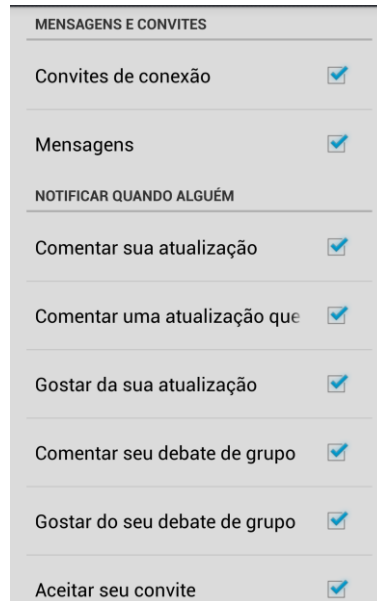 MENSAGENS E CONVITES
Convites de conexão
Mensagens
NOTIFICAR QUANDO ALGUÉM
Comentar sua atualização
Comentar uma atualização que
Gostar da sua atualização
Comentar seu debate de grupo
Gostar do seu debate de grupo
Aceitar seu convite